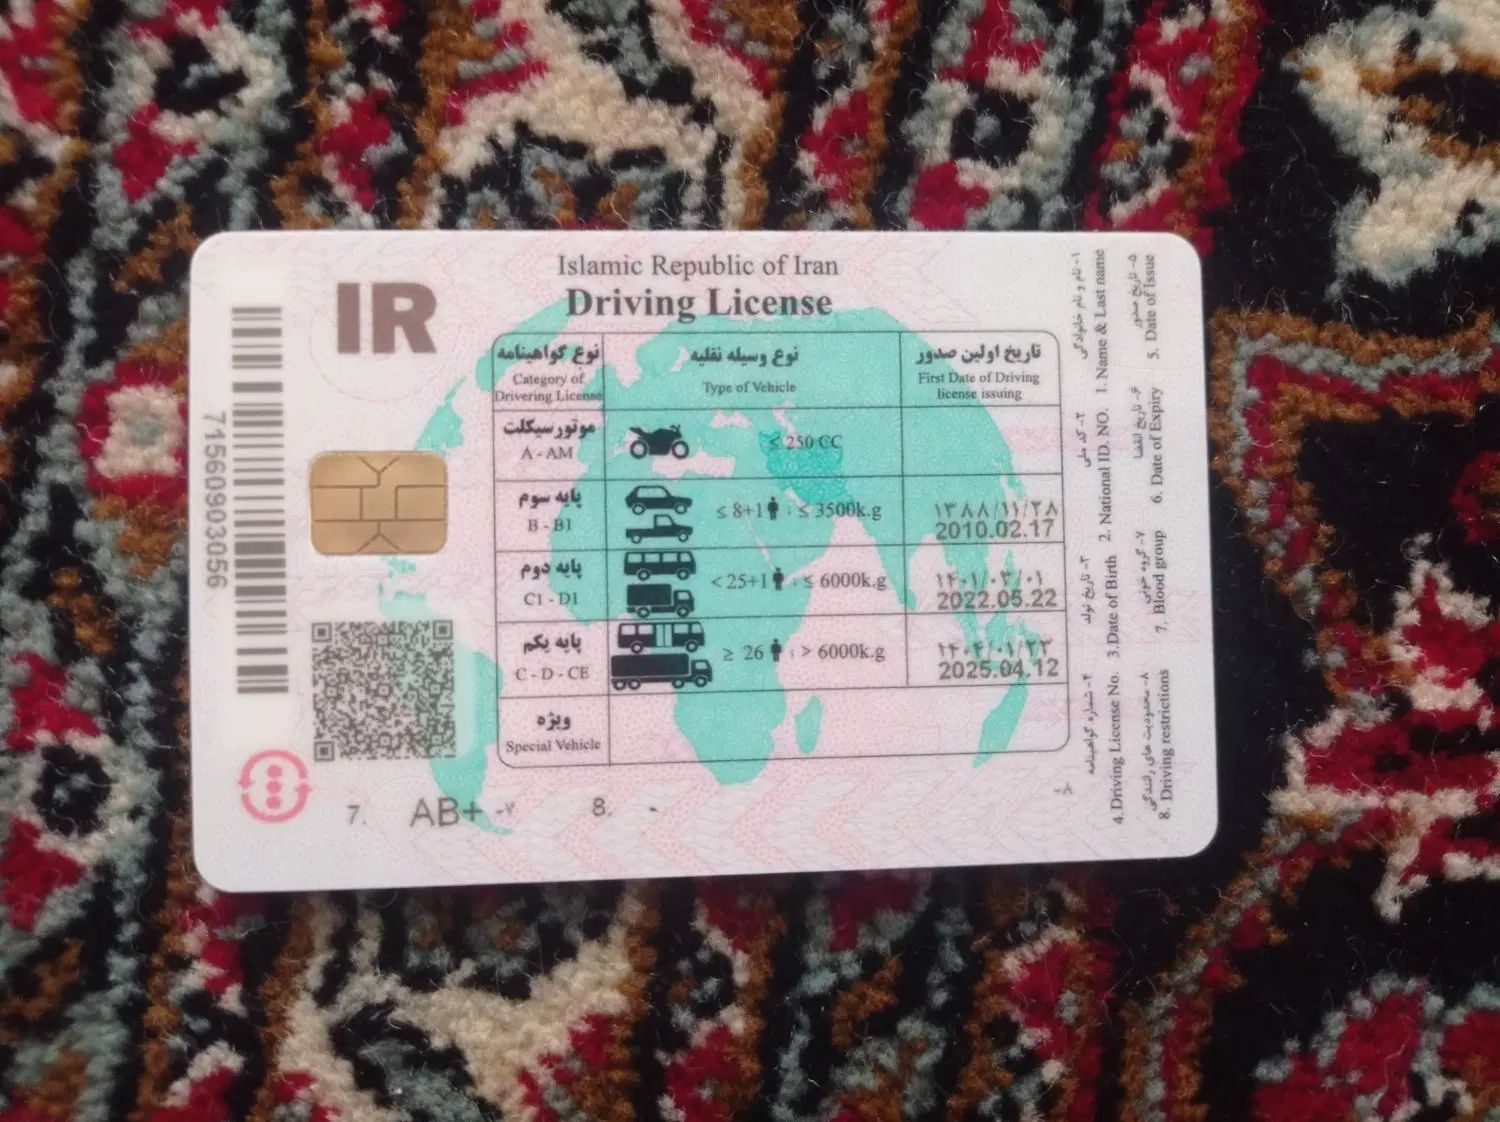 IR
Islamic Republic of Iran
Driving License
نوع گواهینامه
Category of
Drivering License
نوع وسیله نقلیه
Type of Vehicle
تاریخ اولین صدور
First Date of Driving
license issuing
موتورسیکلت
A - AM
≤ 250 CC
پایه سوم
B - B1
≤ 8+1 : ≤ 3500k.g
۱۳۸۸/۱۱/۲۸
2010.02.17
پایه دوم
C1 - D1
< 25+1 : ≤ 6000k.g
۱۴۰۱/۰۳/۰۱
2022.05.22
پایه یکم
C - D - CE
≥ 26 : > 6000k.g
۱۴۰۴/۰۱/۲۳
2025.04.12
ویژه
Special Vehicle
7. AB+ -۷
8. -
-۸
71560903056
۱- نام و نام خانوادگی
1. Name & Last name
۲- کد ملی
2. National ID. NO.
۳- تاریخ تولد
3.Date of Birth
۴- شماره گواهینامه
4.Driving License No.
۵- تاریخ صدور
5. Date of Issue
۶- تاریخ انقضا
6. Date of Expiry
۷- گروه خونی
7. Blood group
۸- محدودیت های رانندگی
8. Driving restrictions